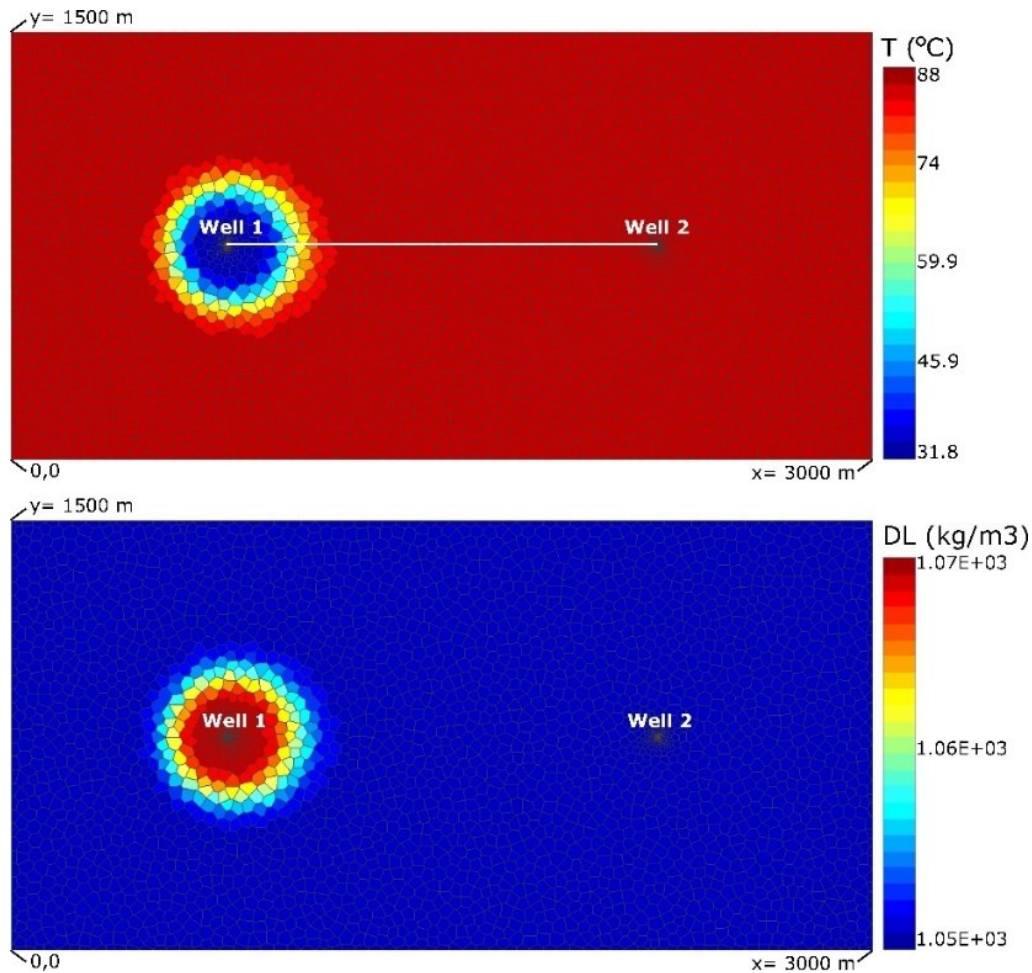 y= 1500 m
T (°C)
88
74
59.9
45.9
31.8
Well 1
Well 2
0,0
x= 3000 m
y= 1500 m
DL (kg/m3)
1.07E+03
1.06E+03
1.05E+03
Well 1
Well 2
0,0
x= 3000 m